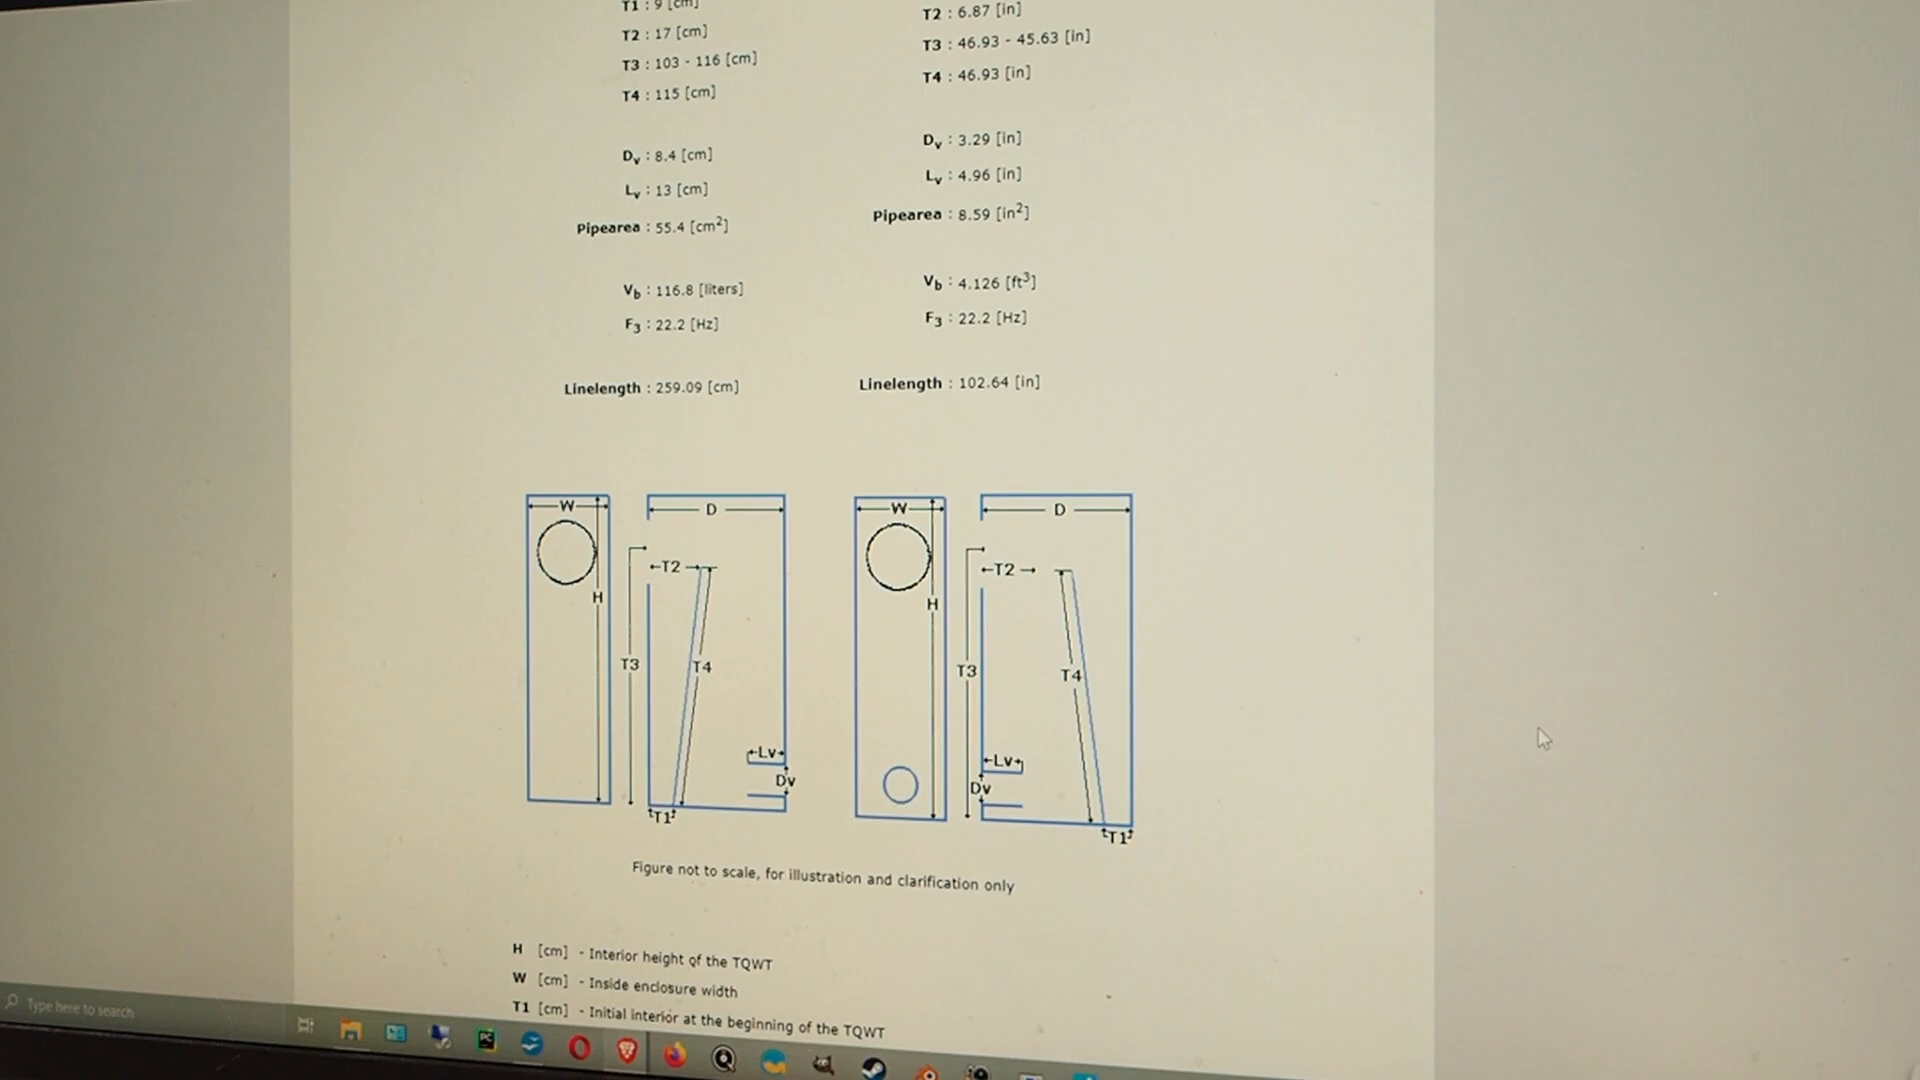 T1 : 9 [cm]
T2 : 17 [cm]
T3 : 103 - 116 [cm]
T4 : 115 [cm]
Dv : 8.4 [cm]
Lv : 13 [cm]
Pipearea : 55.4 [cm2]
Vb : 116.8 [liters]
F3 : 22.2 [Hz]
Linelength : 259.09 [cm]
T2 : 6.87 [in]
T3 : 46.93 - 45.63 [in]
T4 : 46.93 [in]
Dv : 3.29 [in]
Lv : 4.96 [in]
Pipearea : 8.59 [in2]
Vb : 4.126 [ft3]
F3 : 22.2 [Hz]
Linelength : 102.64 [in]
W
H
D
T2
T3
T4
Lv
Dv
T1
W
H
D
T2
T3
T4
Lv
Dv
T1
Figure not to scale, for illustration and clarification only
H [cm] - Interior height of the TQWT
W [cm] - Inside enclosure width
T1 [cm] - Initial interior at the beginning of the TQWT
Type here to search
PC